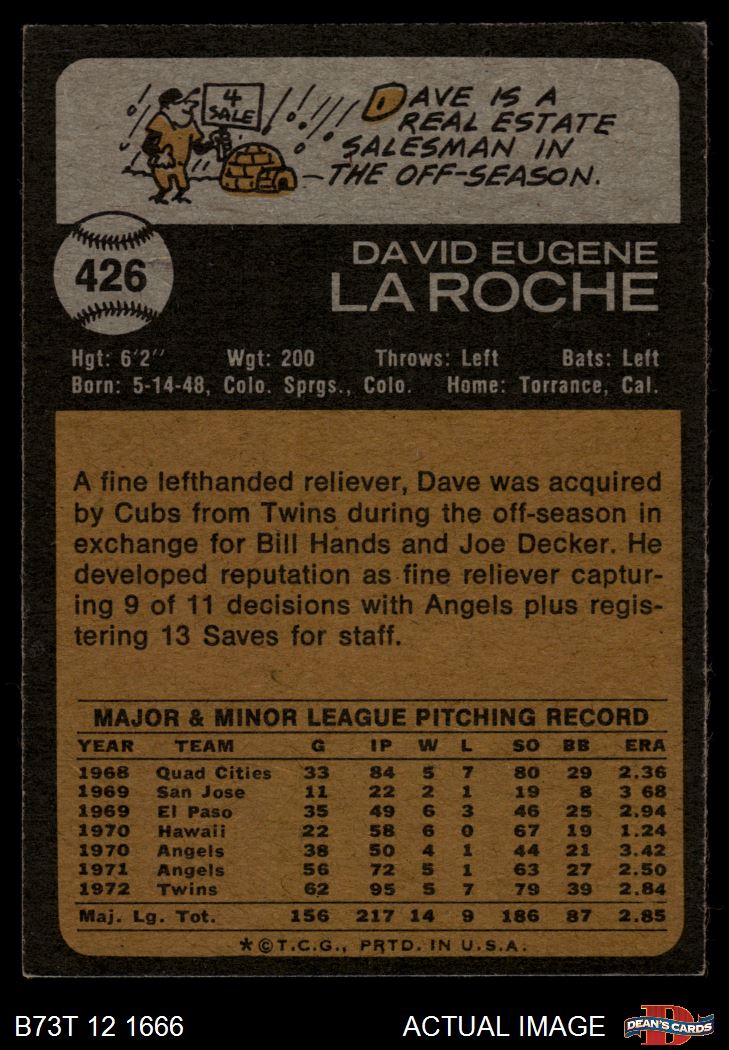 4
SALE
DAVE IS A
REAL ESTATE
SALESMAN IN
THE OFF-SEASON.
426
DAVID EUGENE
LA ROCHE
Hgt: 6'2" Wgt: 200 Throws: Left Bats: Left
Born: 5-14-48, Colo. Sprgs., Colo. Home: Torrance, Cal.
A fine lefthanded reliever, Dave was acquired
by Cubs from Twins during the off-season in
exchange for Bill Hands and Joe Decker. He
developed reputation as fine reliever captur-
ing 9 of 11 decisions with Angels plus regis-
tering 13 Saves for staff.
MAJOR & MINOR LEAGUE PITCHING RECORD
YEAR TEAM G IP W L SO BB ERA
1968 Quad Cities 33 84 5 7 80 29 2.36
1969 San Jose 11 22 2 1 19 8 3 68
1969 El Paso 35 49 6 3 46 25 2.94
1970 Hawaii 22 58 6 0 67 19 1.24
1970 Angels 38 50 4 1 44 21 3.42
1971 Angels 56 72 5 1 63 27 2.50
1972 Twins 62 95 5 7 79 39 2.84
Maj. Lg. Tot. 156 217 14 9 186 87 2.85
*©T.C.G., PRTD. IN U.S.A.
B73T 12 1666 ACTUAL IMAGE D DEAN'S CARDS